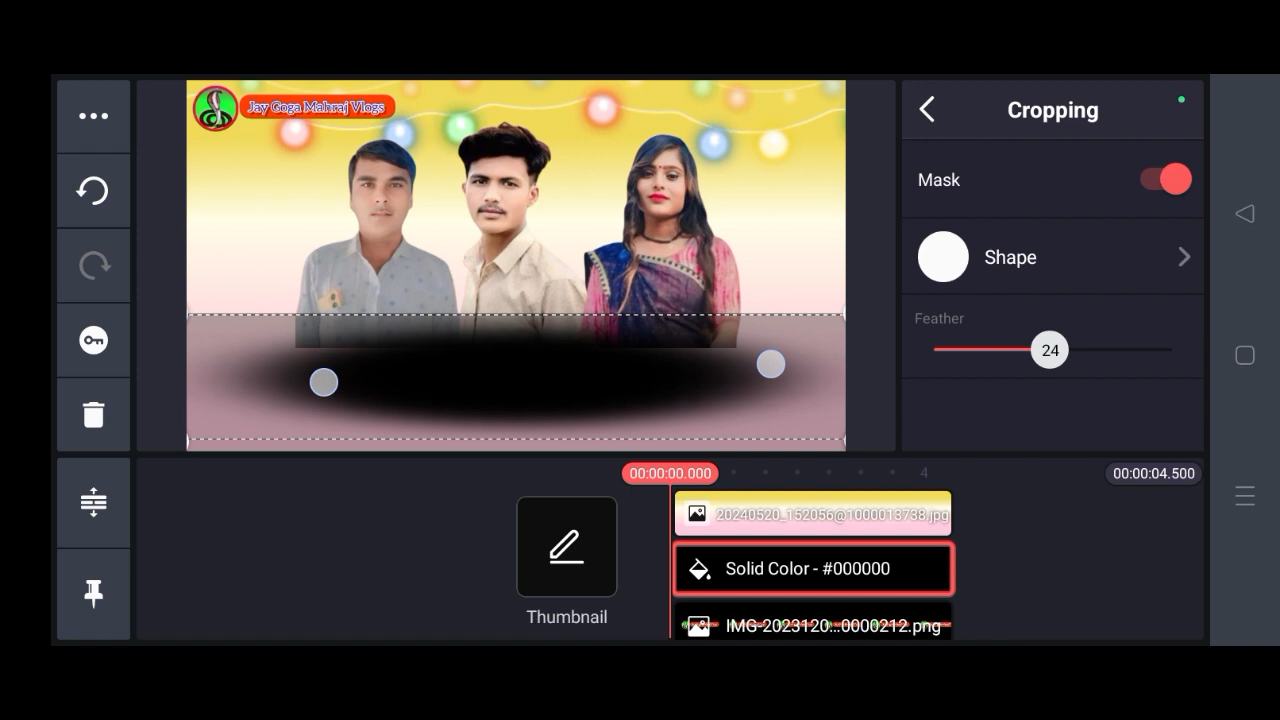 Jay Goga Mahraj Vlogs
Cropping
Mask
Shape
Feather
24
00:00:00.000
4
00:00:04.500
20240520_152056@1000013738.jpg
Solid Color - #000000
IMG-2023120...0000212.png
Thumbnail